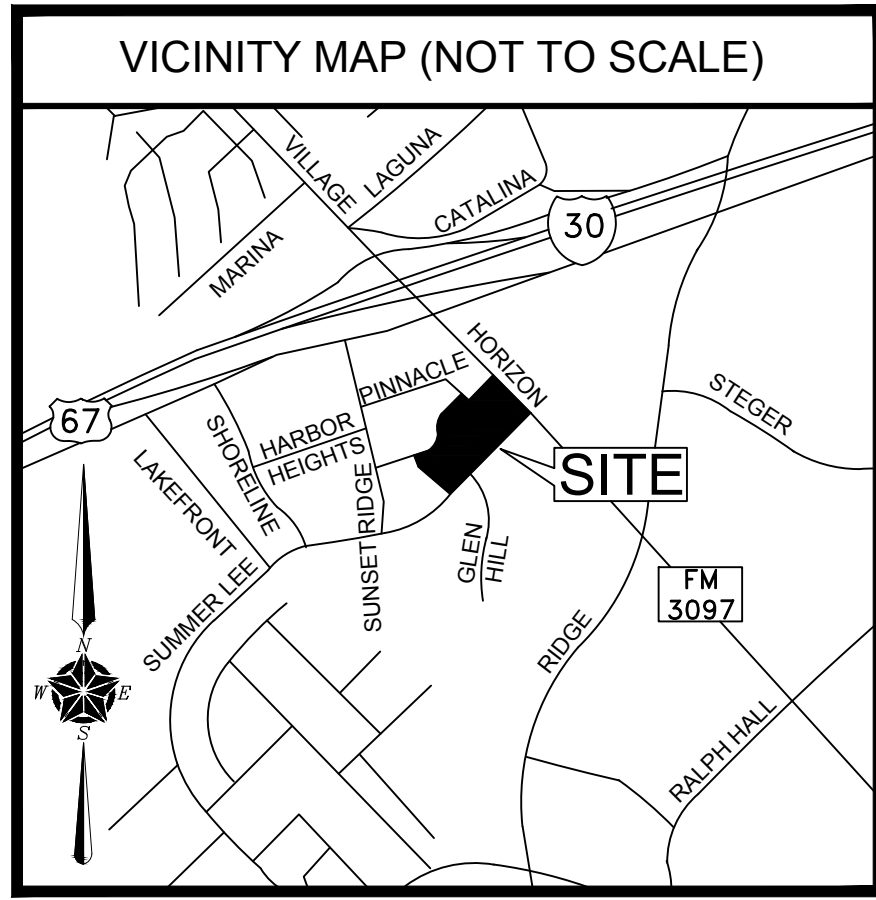 VICINITY MAP (NOT TO SCALE)
VILLAGE
LAGUNA
CATALINA
MARINA
30
HORIZON
PINNACLE
67
SHORELINE
HARBOR
HEIGHTS
STEGER
LAKEFRONT
SUNSET RIDGE
SITE
GLEN
HILL
SUMMER LEE
FM
3097
RIDGE
N
W
E
S
RALPH HALL